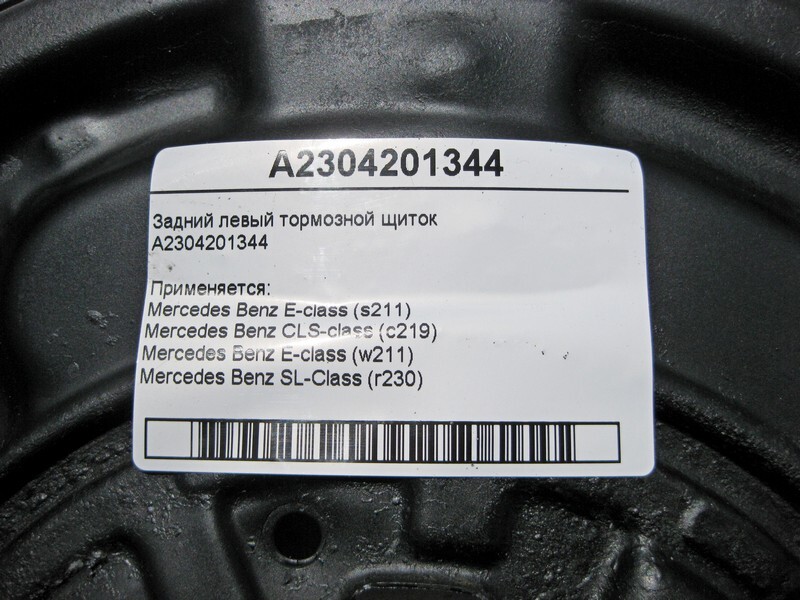 A2304201344
Задний левый тормозной щиток
A2304201344
Применяется:
Mercedes Benz E-class (s211)
Mercedes Benz CLS-class (c219)
Mercedes Benz E-class (w211)
Mercedes Benz SL-Class (r230)